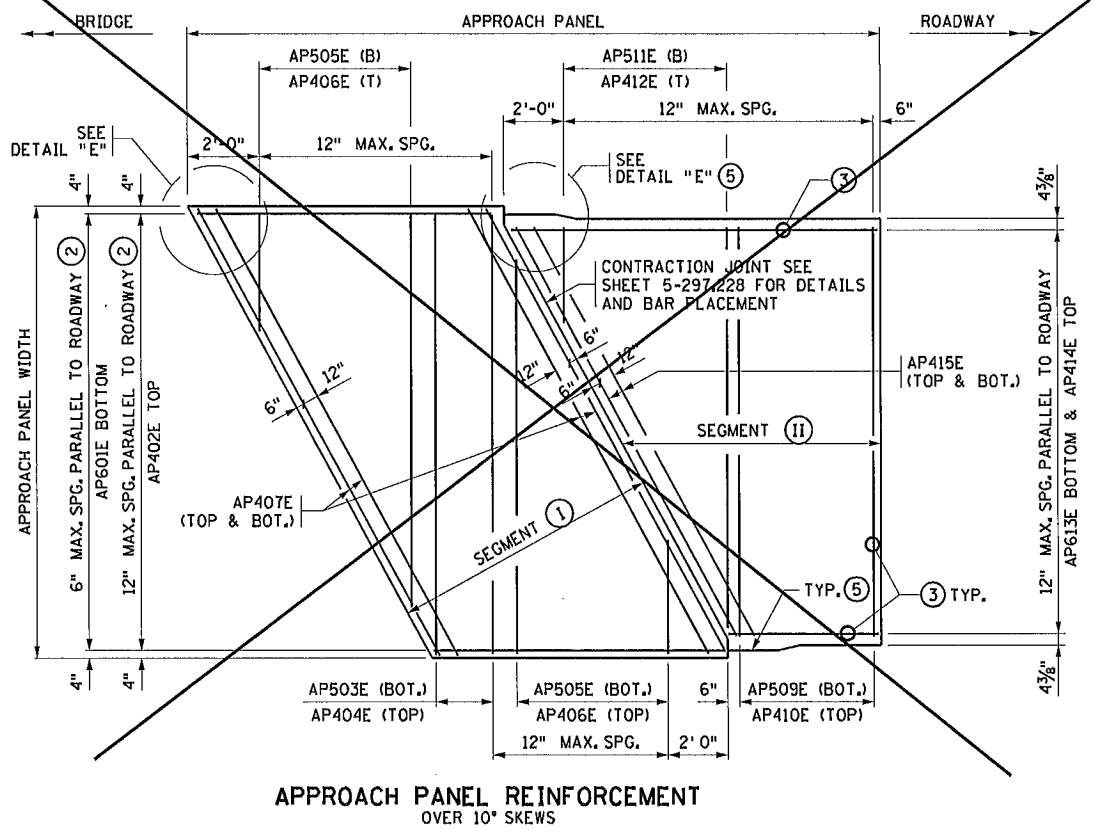 BRIDGE
APPROACH PANEL
ROADWAY
AP505E (B)
AP406E (T)
AP511E (B)
AP412E (T)
2'-0"
12" MAX. SPG.
6"
SEE
DETAIL "E"
2'-0"
12" MAX. SPG.
SEE
DETAIL "E" 5
3
4"
4"
4 3/8"
CONTRACTION JOINT SEE
SHEET 5-297.228 FOR DETAILS
AND BAR PLACEMENT
APPROACH PANEL WIDTH
6" MAX. SPG. PARALLEL TO ROADWAY 2
AP601E BOTTOM
12" MAX. SPG. PARALLEL TO ROADWAY 2
AP402E TOP
6"
12"
12"
6"
6"
12"
AP415E
(TOP & BOT.)
SEGMENT II
12" MAX. SPG. PARALLEL TO ROADWAY
AP613E BOTTOM & AP414E TOP
AP407E
(TOP & BOT.)
SEGMENT I
TYP. 5
3 TYP.
4"
4"
4 3/8"
AP503E (BOT.)
AP404E (TOP)
AP505E (BOT.)
AP406E (TOP)
6"
AP509E (BOT.)
AP410E (TOP)
12" MAX. SPG.
2' 0"
APPROACH PANEL REINFORCEMENT
OVER 10° SKEWS